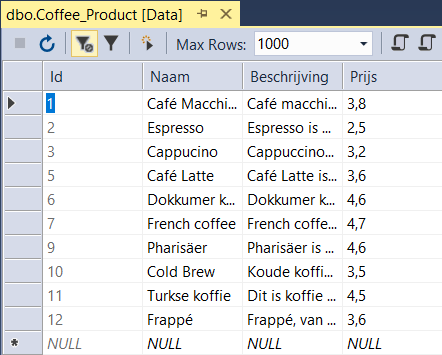 dbo.Coffee_Product [Data]
Max Rows: 1000
Id Naam Beschrijving Prijs
1 Café Macchi... Café macchi... 3,8
2 Espresso Espresso is ... 2,5
3 Cappucino Cappuccino... 3,2
5 Café Latte Café Latte is... 3,6
6 Dokkumer k... Dokkumer k... 4,6
7 French coffee French coffe... 4,7
9 Pharisäer Pharisäer is ... 4,6
10 Cold Brew Koude koffi... 3,5
11 Turkse koffie Dit is koffie ... 4,5
12 Frappé Frappé, van ... 3,6
NULL NULL NULL NULL